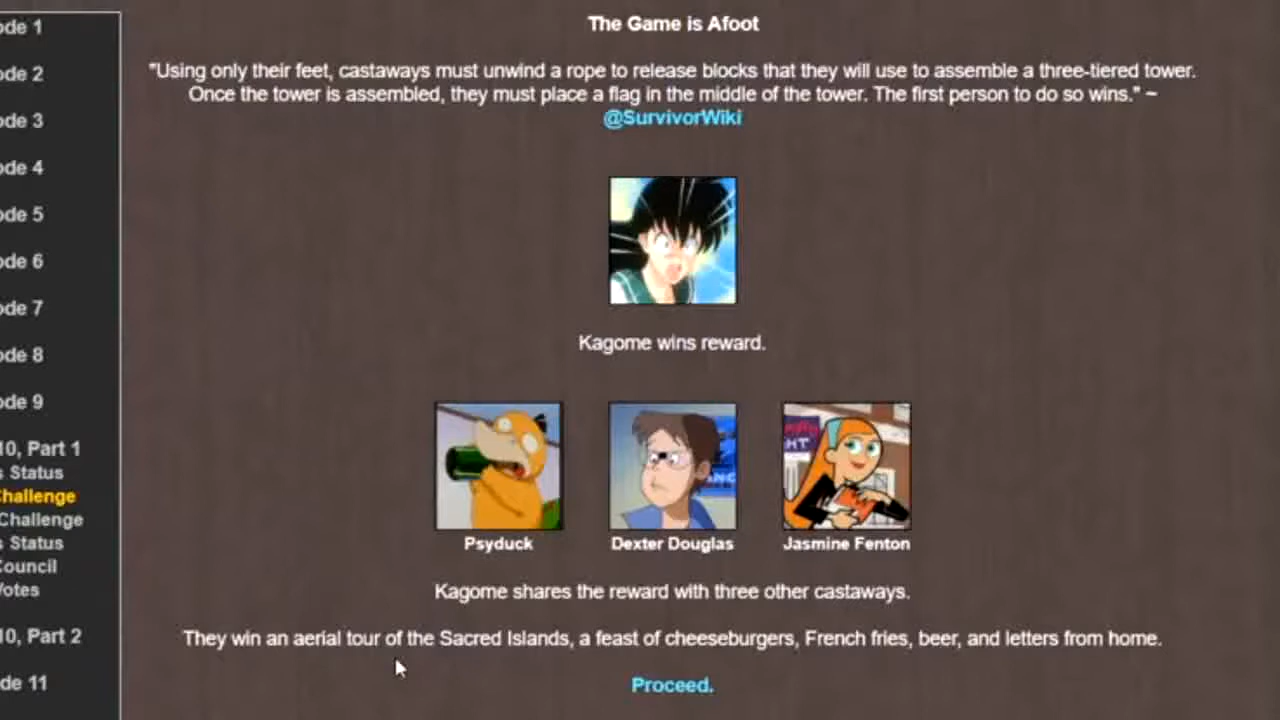 The Game is Afoot
"Using only their feet, castaways must unwind a rope to release blocks that they will use to assemble a three-tiered tower.
Once the tower is assembled, they must place a flag in the middle of the tower. The first person to do so wins." ~
@SurvivorWiki
Kagome wins reward.
Psyduck
Dexter Douglas
Jasmine Fenton
Kagome shares the reward with three other castaways.
They win an aerial tour of the Sacred Islands, a feast of cheeseburgers, French fries, beer, and letters from home.
Proceed.
ode 1
ode 2
ode 3
ode 4
ode 5
ode 6
ode 7
ode 8
ode 9
10, Part 1
s Status
Challenge
Challenge
s Status
Council
Votes
10, Part 2
de 11